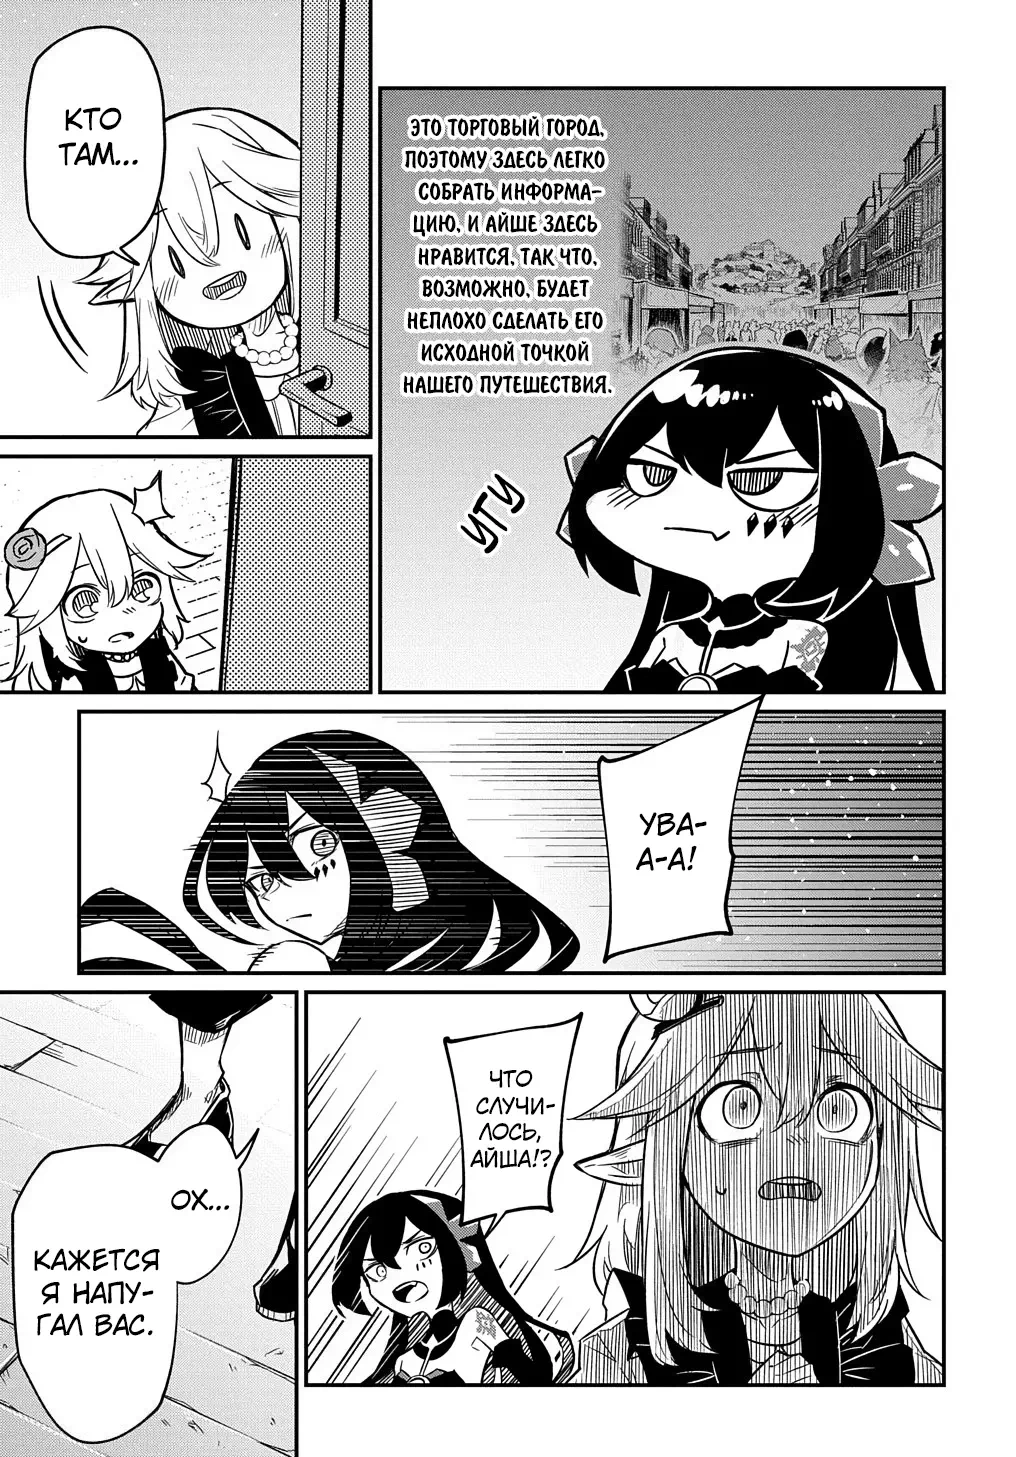 ЭТО ТОРГОВЫЙ ГОРОД,
ПОЭТОМУ ЗДЕСЬ ЛЕГКО
СОБРАТЬ ИНФОРМА-
ЦИЮ, И АЙШЕ ЗДЕСЬ
НРАВИТСЯ, ТАК ЧТО,
ВОЗМОЖНО, БУДЕТ
НЕПЛОХО СДЕЛАТЬ ЕГО
ИСХОДНОЙ ТОЧКОЙ
НАШЕГО ПУТЕШЕСТВИЯ.
УГУ
КТО
ТАМ...
УВА-
А-А!
ЧТО
СЛУЧИ-
ЛОСЬ,
АЙША!?
ОХ...
КАЖЕТСЯ
Я НАПУ-
ГАЛ ВАС.